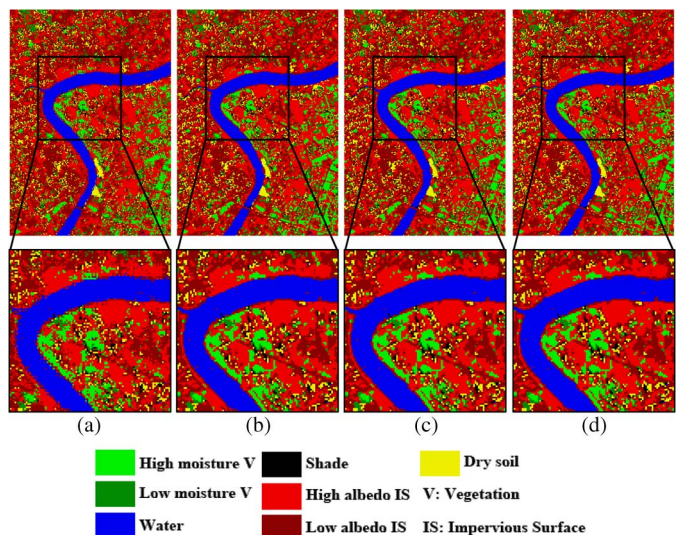 (a) (b) (c) (d)
High moisture V Shade Dry soil
Low moisture V High albedo IS V: Vegetation
Water Low albedo IS IS: Impervious Surface